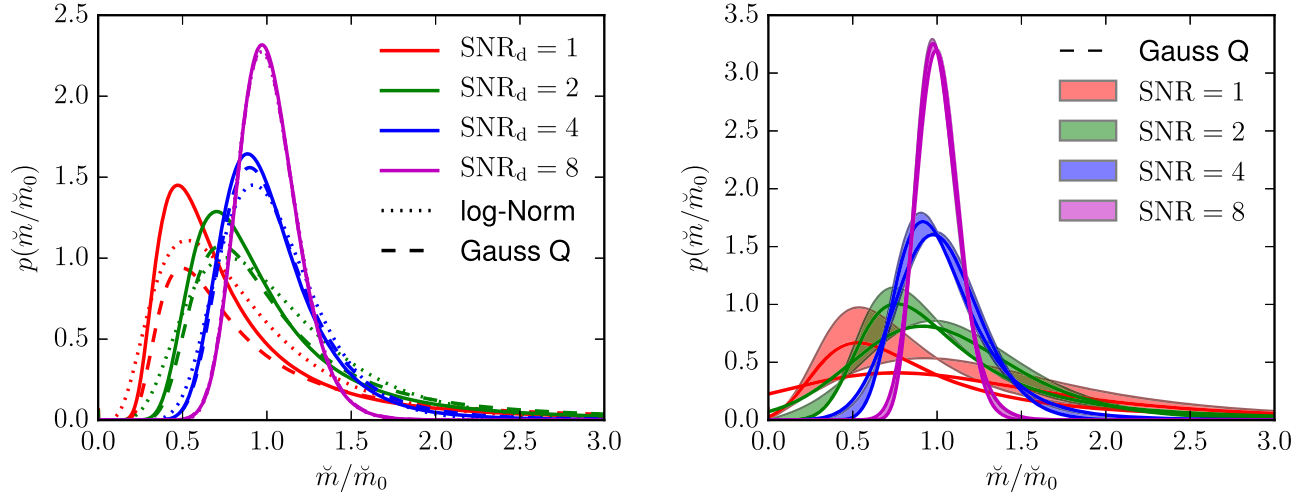 2.5
2.0
1.5
1.0
0.5
0.0
p(m̆/m̆₀)
SNR_d = 1
SNR_d = 2
SNR_d = 4
SNR_d = 8
log-Norm
Gauss Q
0.0 0.5 1.0 1.5 2.0 2.5 3.0
m̆/m̆₀
3.5
3.0
2.5
2.0
1.5
1.0
0.5
0.0
p(m̆/m̆₀)
Gauss Q
SNR = 1
SNR = 2
SNR = 4
SNR = 8
0.0 0.5 1.0 1.5 2.0 2.5 3.0
m̆/m̆₀